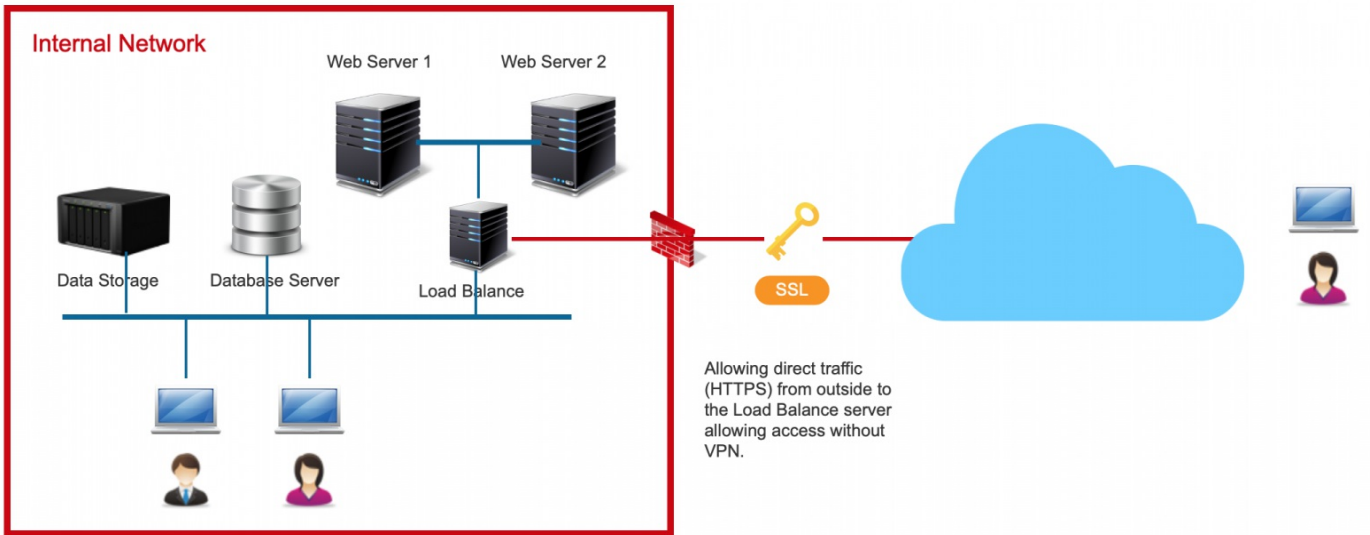 Internal Network
Web Server 1
Web Server 2
Data Storage
Database Server
Load Balance
SSL
Allowing direct traffic
(HTTPS) from outside to
the Load Balance server
allowing access without
VPN.